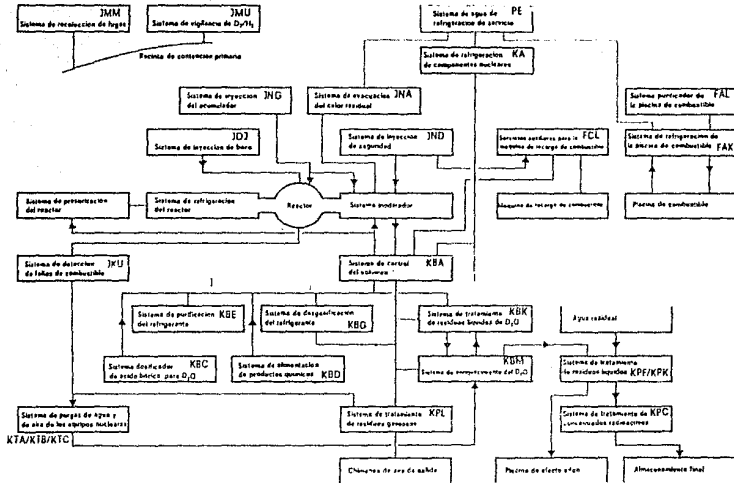 JMM
Sistema de recolección de fugas
JMU
Sistema de vigilancia de D₂/H₂
Recinto de contención primaria
PE
Sistema de agua de
refrigeración de servicio
Sistema de refrigeración KA
de componentes nucleares
Sistema de inyección JNG
del acumulador
Sistema de evacuación JNA
del calor residual
Sistema purificador de FAL
la piscina de combustible
JDJ
Sistema de inyección de boro
Sistema de inyección JND
de seguridad
Servicios auxiliares para la FCL
máquina de recarga de combustible
Sistema de refrigeración de
la piscina de combustible FAK
Sistema de presurización
del reactor
Sistema de refrigeración
del reactor
Reactor
Sistema moderador
Máquina de recarga de combustible
Piscina de combustible
Sistema de detección JKU
de fallas de combustible
Sistema de control KBA
del volumen
Sistema de purificación KBE
del refrigerante
Sistema de desgasificación
del refrigerante KBG
Sistema de tratamiento KBK
de residuos líquidos de D₂O
Agua residual
Sistema dosificador KBC
de ácido bórico, para D₂O
Sistema de alimentación
de productos químicos KBD
KBM
Sistema de enriquecimiento del D₂O
Sistema de tratamiento
de residuos líquidos KPF/KPK
Sistema de purgas de agua y
de aire de los equipos nucleares
KTA/KTB/KTC
Sistema de tratamiento KPL
de residuos gaseosos
Sistema de tratamiento de KPC
concentrados radiactivos
Chimenea de aire de salida
Piscina de efecto
Almacenamiento final